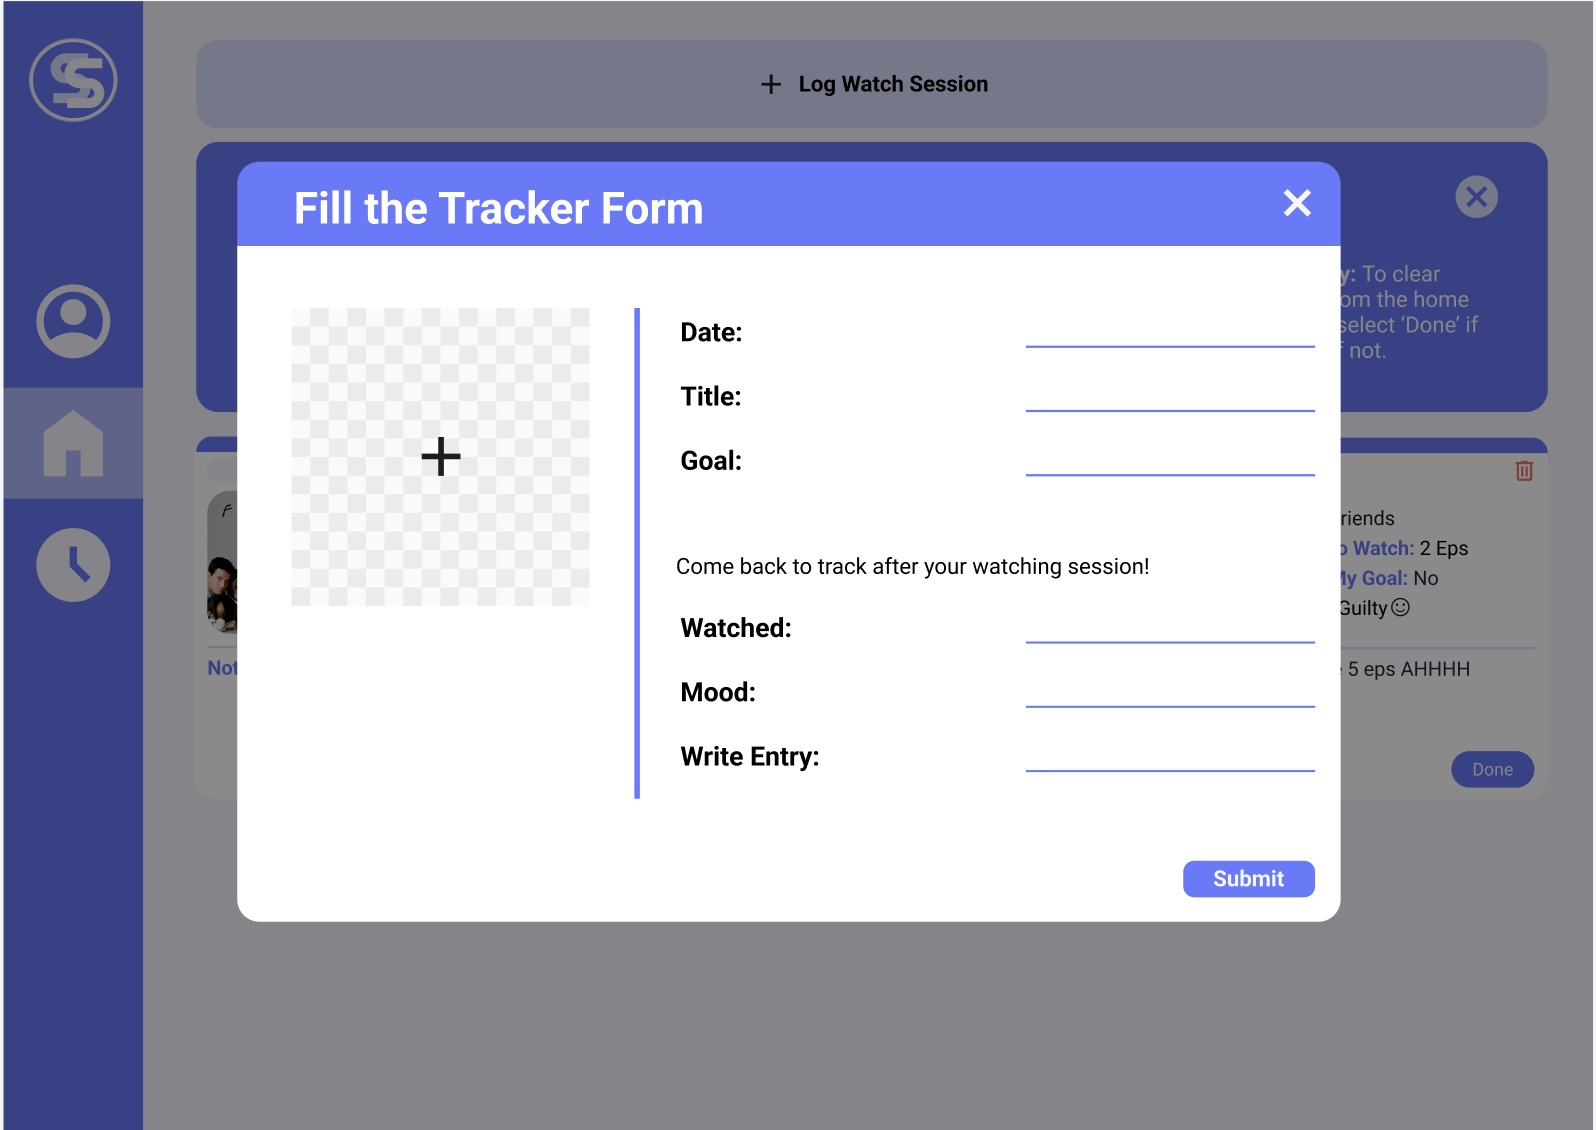 SS
+ Log Watch Session
Fill the Tracker Form
y: To clear
om the home
select ‘Done’ if
not.
Date:
Title:
Goal:
Come back to track after your watching session!
Watched:
Mood:
Write Entry:
Submit
F
Not
riends
o Watch: 2 Eps
My Goal: No
Guilty☺
5 eps AHHHH
Done